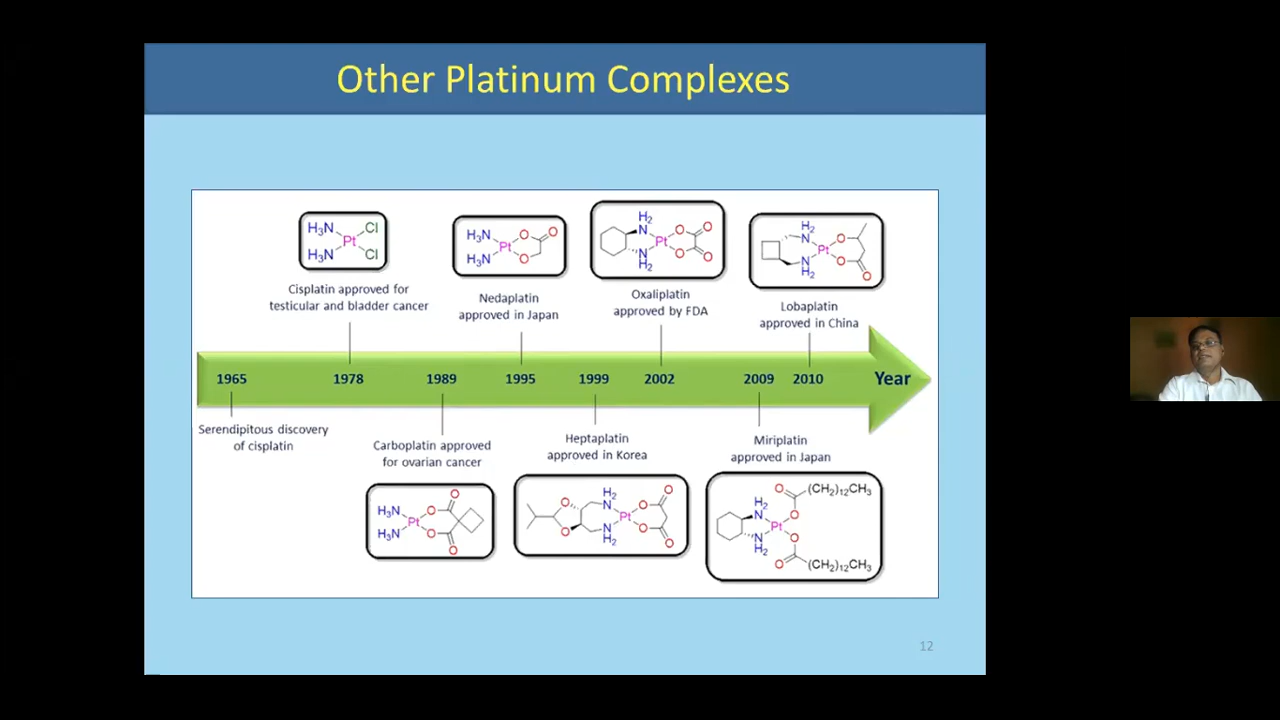 Other Platinum Complexes
H₃N
Cl
Pt
H₃N
Cl
Cisplatin approved for
testicular and bladder cancer
H₃N
O
O
Pt
H₃N
O
Nedaplatin
approved in Japan
H₂
N
O
O
Pt
N
O
O
H₂
Oxaliplatin
approved by FDA
H₂
N
O
Pt
N
O
H₂
O
Lobaplatin
approved in China
1965
1978
1989
1995
1999
2002
2009
2010
Year
Serendipitous discovery
of cisplatin
Carboplatin approved
for ovarian cancer
O
H₃N
O
Pt
H₃N
O
O
Heptaplatin
approved in Korea
H₂
O
O
N
O
Pt
O
N
O
H₂
O
Miriplatin
approved in Japan
O
(CH₂)₁₂CH₃
H₂
N
O
Pt
N
O
H₂
O
(CH₂)₁₂CH₃
12